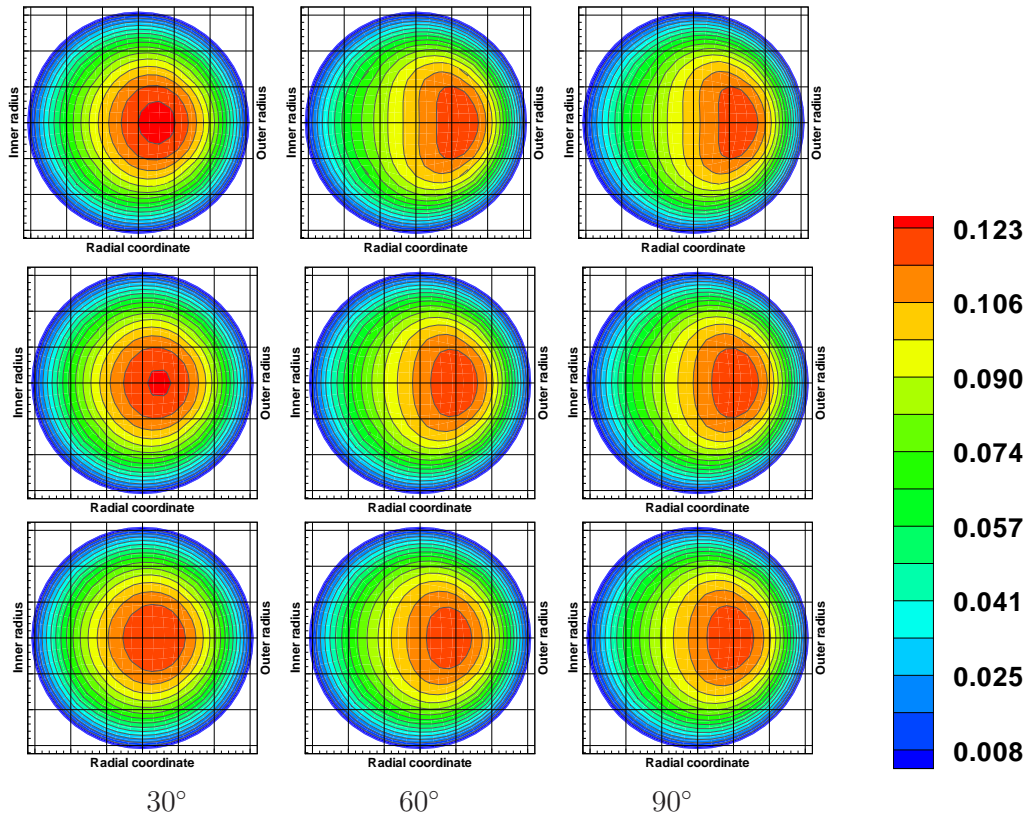 Inner radius
Outer radius
Radial coordinate
Inner radius
Outer radius
Radial coordinate
Inner radius
Outer radius
Radial coordinate
Inner radius
Outer radius
Radial coordinate
Inner radius
Outer radius
Radial coordinate
Inner radius
Outer radius
Radial coordinate
Inner radius
Outer radius
Radial coordinate
Inner radius
Outer radius
Radial coordinate
Inner radius
Outer radius
Radial coordinate
30°
60°
90°
0.123
0.106
0.090
0.074
0.057
0.041
0.025
0.008